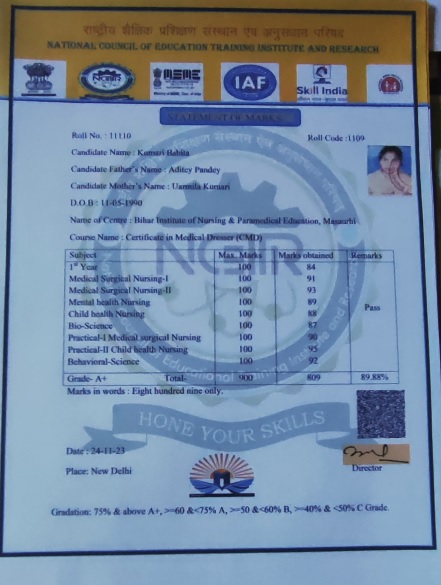 राष्ट्रीय शैक्षिक प्रशिक्षण संस्थान एवं अनुसंधान परिषद
NATIONAL COUNCIL OF EDUCATION TRAINING INSTITUTE AND RESEARCH
NCETIR MSME IAF Skill India
STATEMENT OF MARKS
Roll No. : 11110 Roll Code :1109
Candidate Name : Kumari Babita
Candidate Father's Name : Aditey Pandey
Candidate Mother's Name : Uarmila Kumari
D.O.B : 11-05-1990
Name of Centre : Bihar Institute of Nursing & Paramedical Education, Masaurhi
Course Name : Certificate in Medical Dresser (CMD)
Subject Max. Marks Marks obtained Remarks
1st Year 100 84
Medical Surgical Nursing-I 100 91
Medical Surgical Nursing-II 100 93
Mental health Nursing 100 89
Child health Nursing 100 88 Pass
Bio-Science 100 87
Practical-I Medical surgical Nursing 100 90
Practical-II Child health Nursing 100 95
Behavioral-Science 100 92
Grade- A+ Total- 900 809 89.88%
Marks in words : Eight hundred nine only.
HONE YOUR SKILLS
Date : 24-11-23
Place: New Delhi Director
Gradation: 75% & above A+, >=60 &<75% A, >=50 &<60% B, >=40% & <50% C Grade.